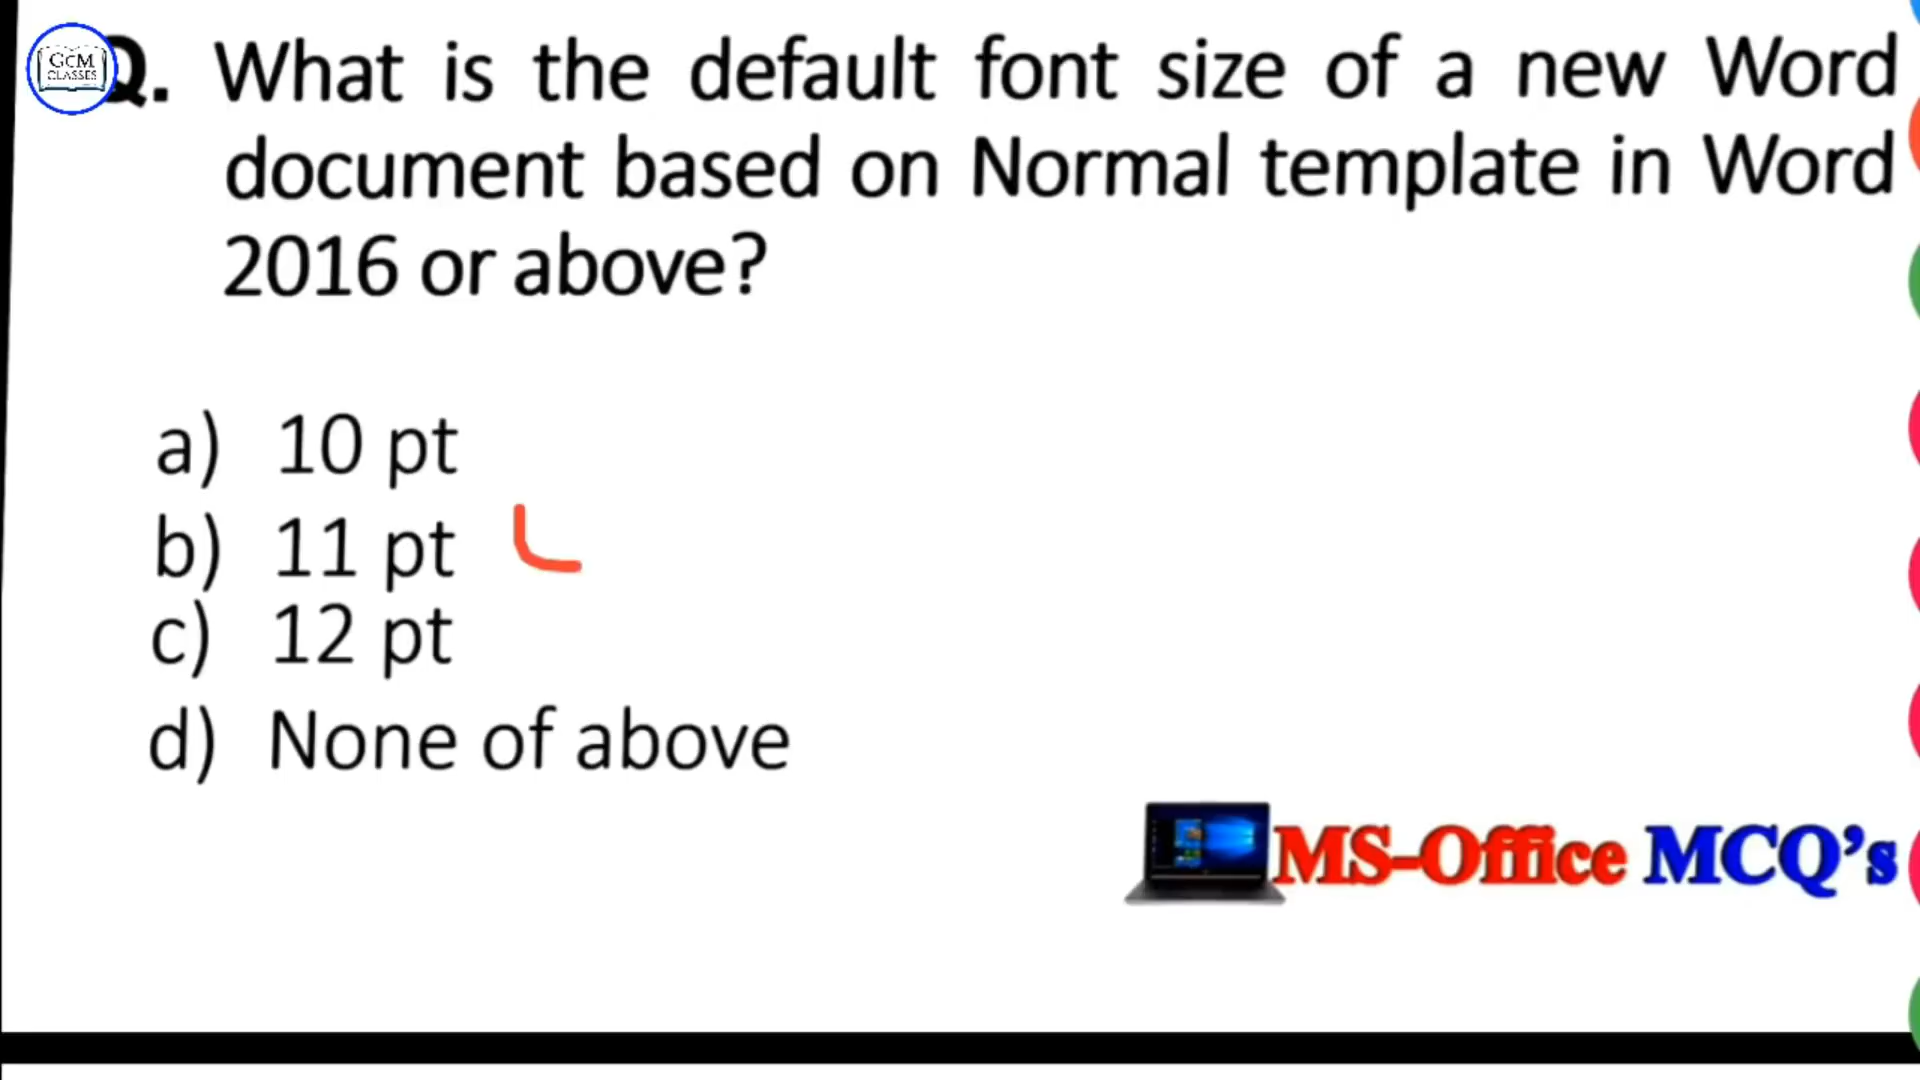 GCM
CLASSES
Q. What is the default font size of a new Word
document based on Normal template in Word
2016 or above?
a) 10 pt
b) 11 pt
c) 12 pt
d) None of above
MS-Office MCQ's